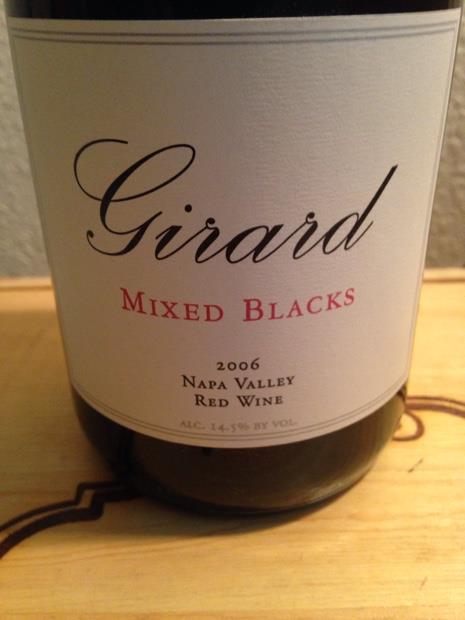 Girard
MIXED BLACKS
2006
NAPA VALLEY
RED WINE
ALC. 14.5% BY VOL.